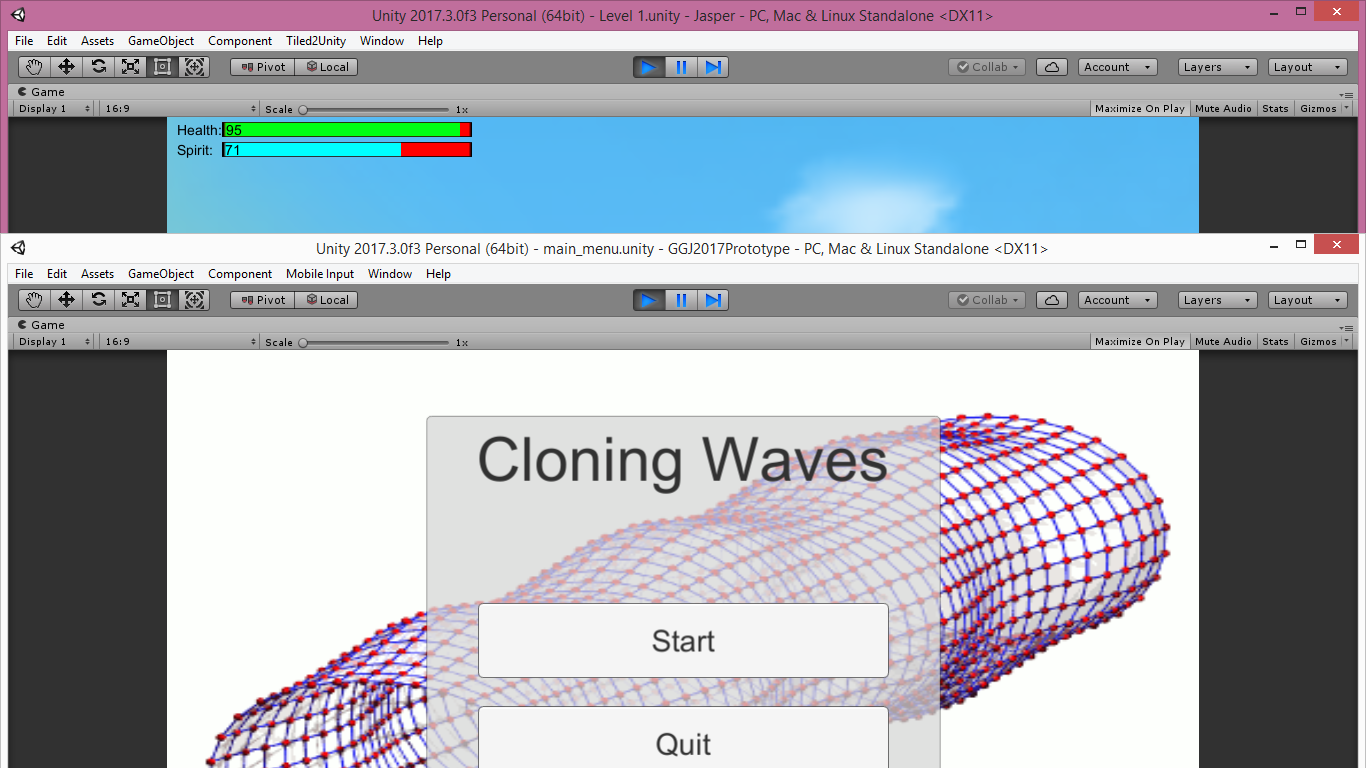 Unity 2017.3.0f3 Personal (64bit) - Level 1.unity - Jasper - PC, Mac & Linux Standalone <DX11>
File Edit Assets GameObject Component Tiled2Unity Window Help
Pivot Local Collab Account Layers Layout
Game
Display 1 16:9 Scale 1x Maximize On Play Mute Audio Stats Gizmos
Health: 95
Spirit: 71
Unity 2017.3.0f3 Personal (64bit) - main_menu.unity - GGJ2017Prototype - PC, Mac & Linux Standalone <DX11>
File Edit Assets GameObject Component Mobile Input Window Help
Pivot Local Collab Account Layers Layout
Game
Display 1 16:9 Scale 1x Maximize On Play Mute Audio Stats Gizmos
Cloning Waves
Start
Quit